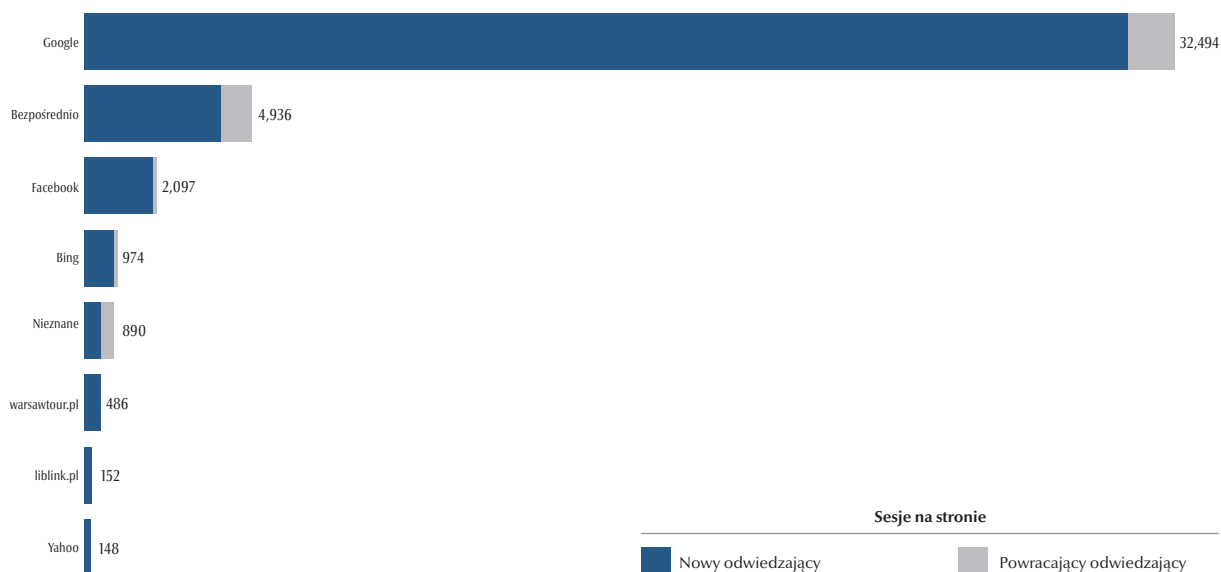 Google 32,494
Bezpośrednio 4,936
Facebook 2,097
Bing 974
Nieznane 890
warsawtour.pl 486
liblink.pl 152
Yahoo 148
Sesje na stronie
Nowy odwiedzający Powracający odwiedzający